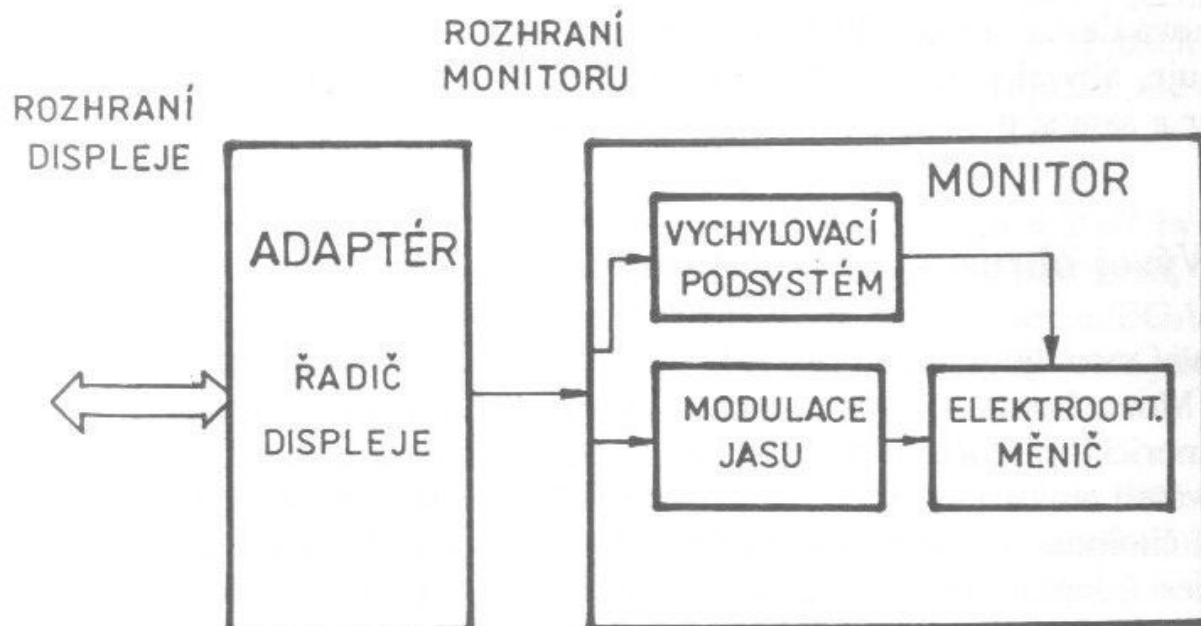 ROZHRANÍ
MONITORU
ROZHRANÍ
DISPLEJE
ADAPTÉR
ŘADIČ
DISPLEJE
MONITOR
VYCHYLOVACÍ
PODSYSTÉM
MODULACE
JASU
ELEKTROOPT.
MĚNIČ